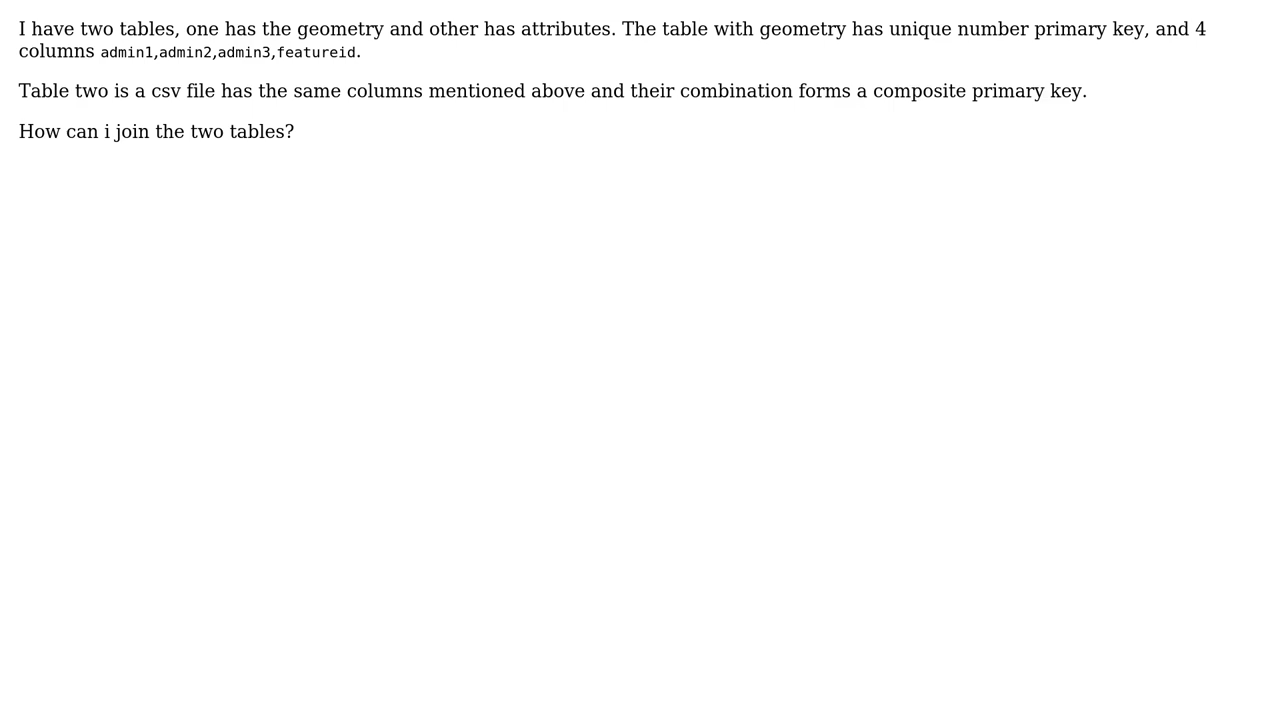 I have two tables, one has the geometry and other has attributes. The table with geometry has unique number primary key, and 4
columns admin1,admin2,admin3,featureid.
Table two is a csv file has the same columns mentioned above and their combination forms a composite primary key.
How can i join the two tables?